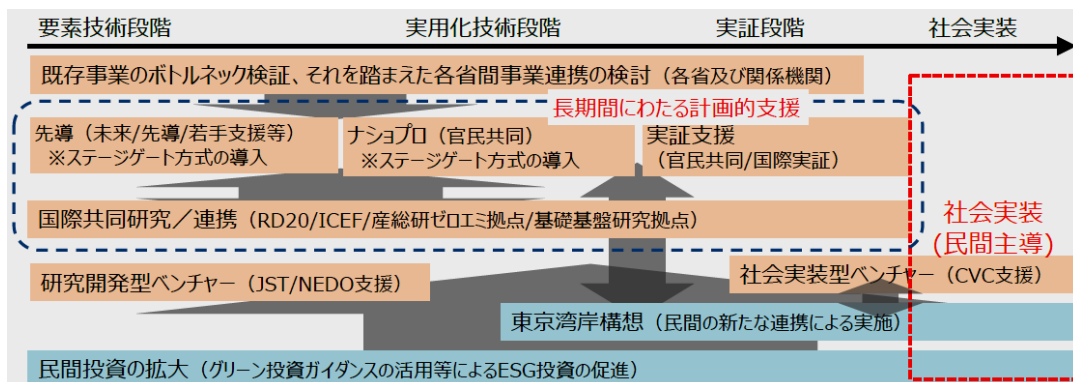 要素技術段階 実用化技術段階 実証段階 社会実装
既存事業のボトルネック検証、それを踏まえた各省間事業連携の検討（各省及び関係機関）
長期間にわたる計画的支援
先導（未来/先導/若手支援等）
※ステージゲート方式の導入
ナショプロ（官民共同）
※ステージゲート方式の導入
実証支援
（官民共同/国際実証）
国際共同研究／連携（RD20/ICEF/産総研ゼロエミ拠点/基礎基盤研究拠点）
社会実装
(民間主導)
研究開発型ベンチャー（JST/NEDO支援）
社会実装型ベンチャー（CVC支援）
東京湾岸構想（民間の新たな連携による実施）
民間投資の拡大（グリーン投資ガイダンスの活用等によるESG投資の促進）